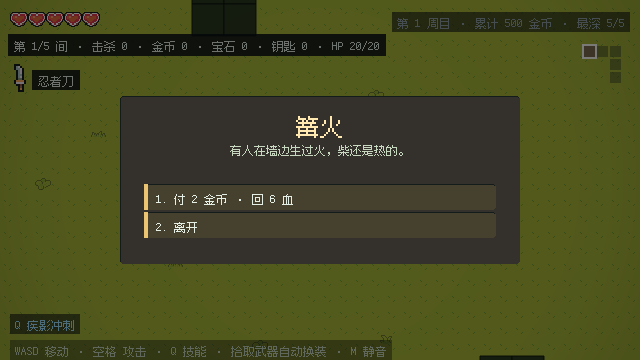 第 1 周目 · 累计 500 金币 · 最深 5/5
第 1/5 间 · 击杀 0 · 金币 0 · 宝石 0 · 钥匙 0 · HP 20/20
忍者刀
篝火
有人在墙边生过火，柴还是热的。
1. 付 2 金币 · 回 6 血
2. 离开
Q 疾影冲刺
WASD 移动 · 空格 攻击 · Q 技能 · 拾取武器自动换装 · M 静音